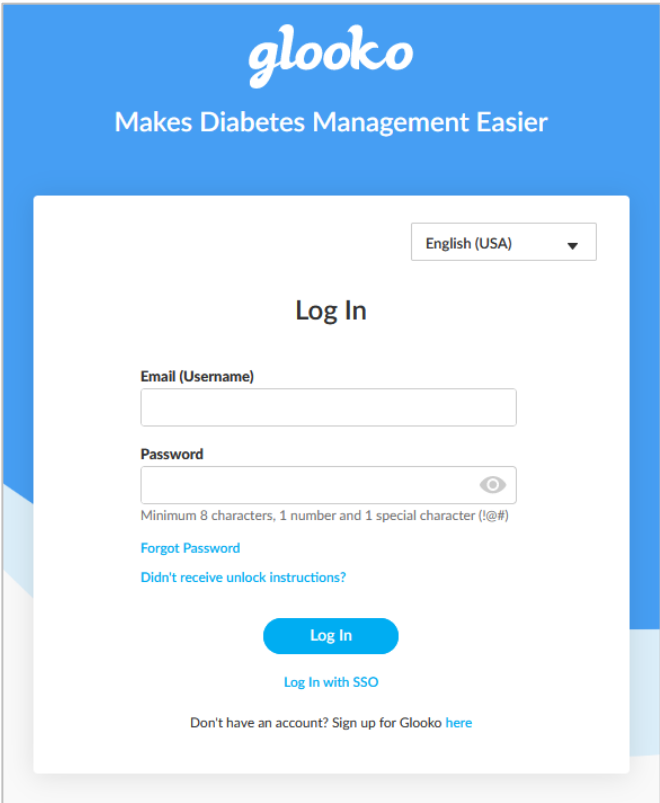 glooko
Makes Diabetes Management Easier
English (USA)
Log In
Email (Username)
Password
Minimum 8 characters, 1 number and 1 special character (!@#)
Forgot Password
Didn't receive unlock instructions?
Log In
Log In with SSO
Don't have an account? Sign up for Glooko here